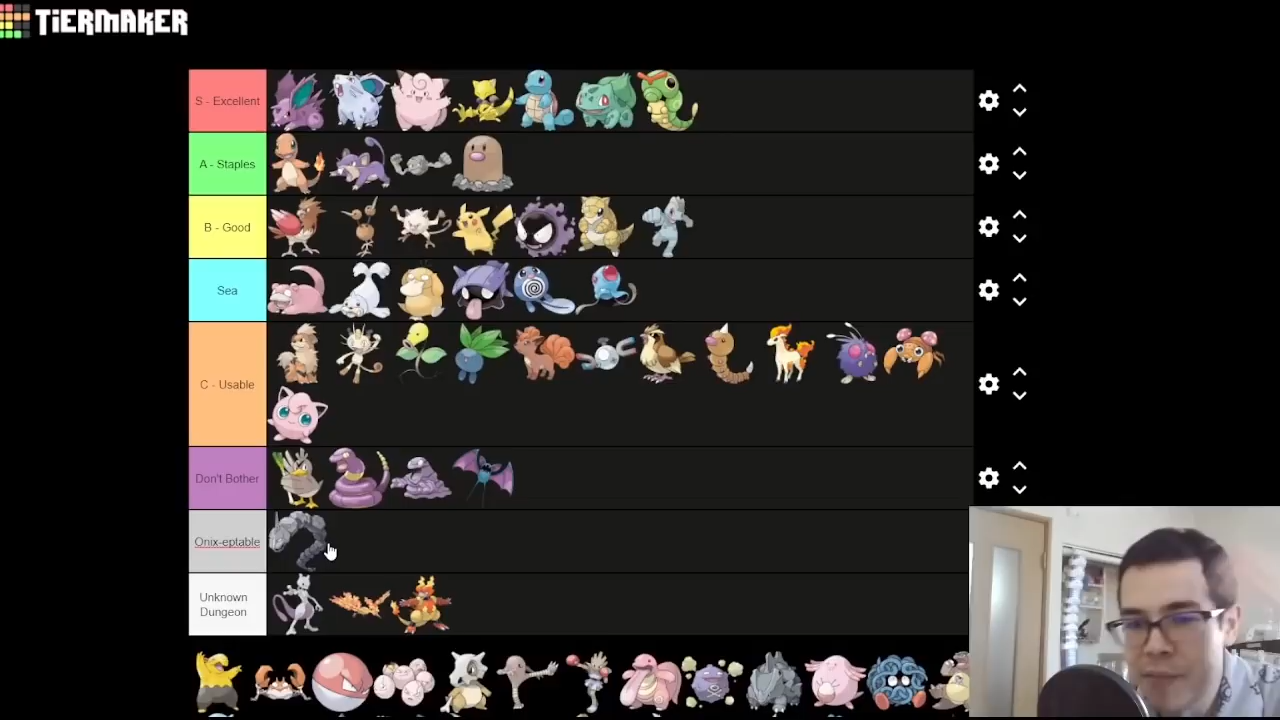 TiERMAKER
S - Excellent
A - Staples
B - Good
Sea
C - Usable
Don't Bother
Onix-eptable
Unknown
Dungeon